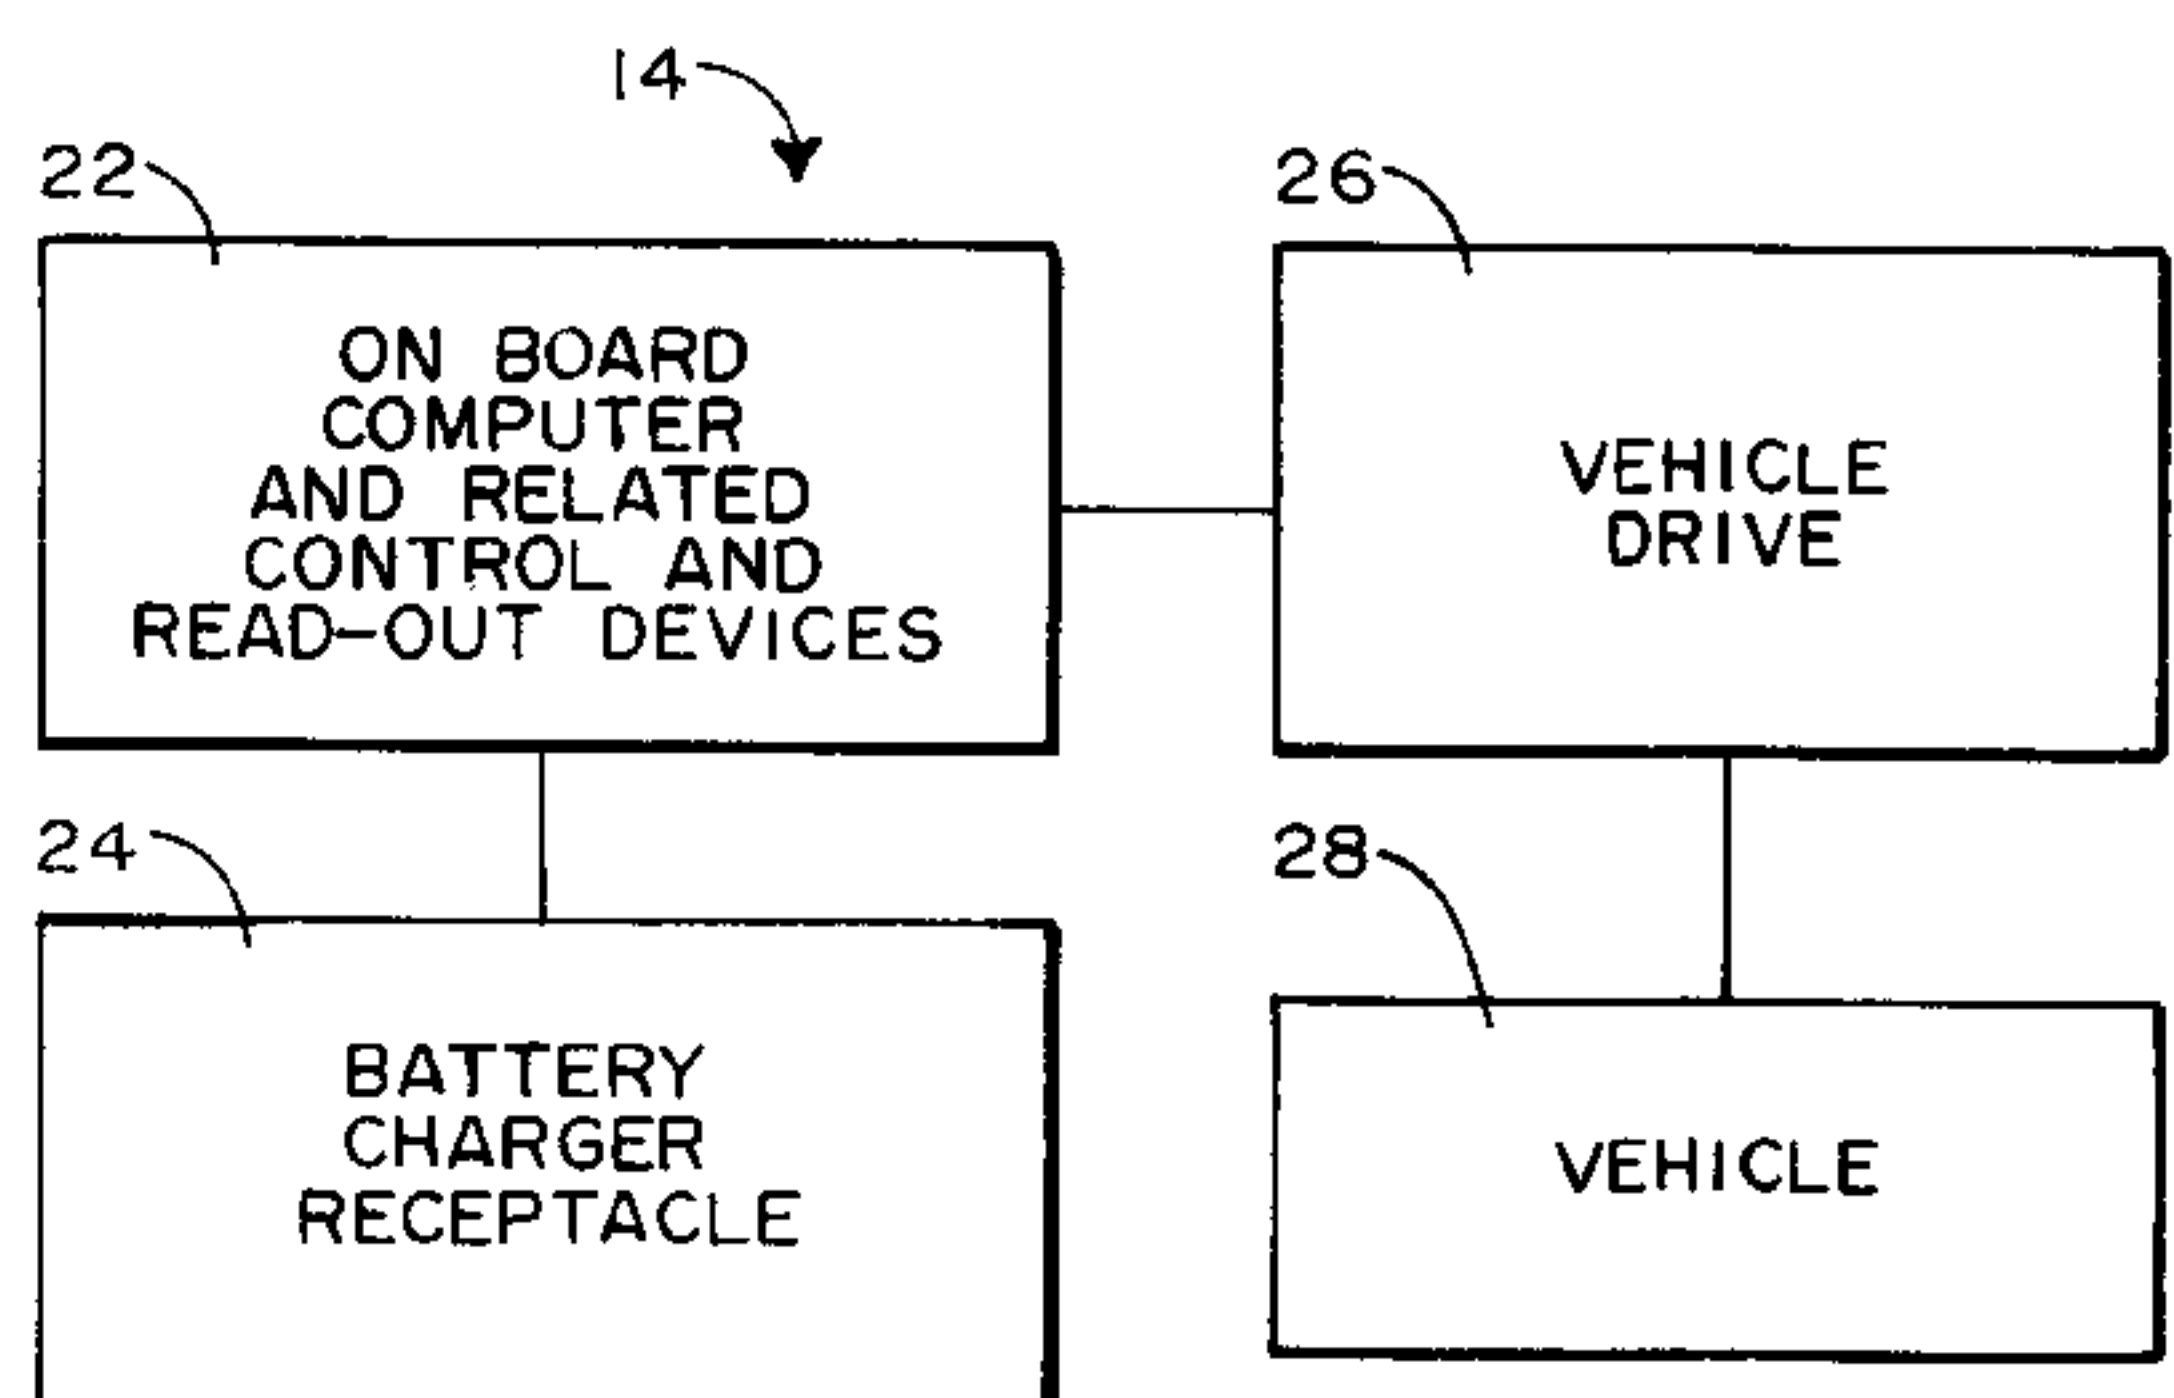 14
22
ON BOARD
COMPUTER
AND RELATED
CONTROL AND
READ-OUT DEVICES
26
VEHICLE
DRIVE
24
BATTERY
CHARGER
RECEPTACLE
28
VEHICLE